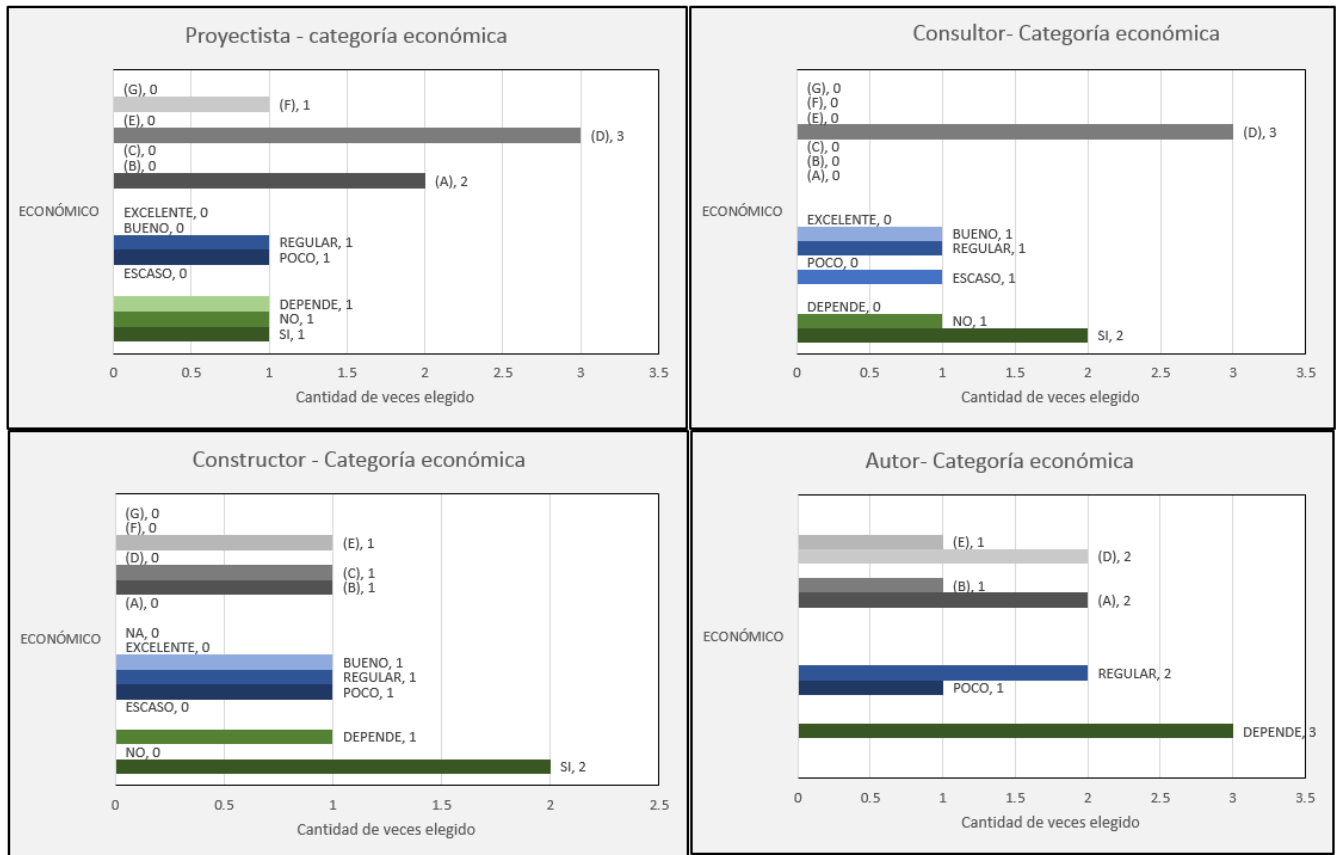 Proyectista - categoría económica
(G), 0
(F), 1
(E), 0
(D), 3
(C), 0
(B), 0
(A), 2
ECONÓMICO
EXCELENTE, 0
BUENO, 0
REGULAR, 1
POCO, 1
ESCASO, 0
DEPENDE, 1
NO, 1
SI, 1
0 0.5 1 1.5 2 2.5 3 3.5
Cantidad de veces elegido
Consultor- Categoría económica
(G), 0
(F), 0
(E), 0
(D), 3
(C), 0
(B), 0
(A), 0
ECONÓMICO
EXCELENTE, 0
BUENO, 1
REGULAR, 1
POCO, 0
ESCASO, 1
DEPENDE, 0
NO, 1
SI, 2
0 0.5 1 1.5 2 2.5 3 3.5
Cantidad de veces elegido
Constructor - Categoría económica
(G), 0
(F), 0
(E), 1
(D), 0
(C), 1
(B), 1
(A), 0
ECONÓMICO
NA, 0
EXCELENTE, 0
BUENO, 1
REGULAR, 1
POCO, 1
ESCASO, 0
DEPENDE, 1
NO, 0
SI, 2
0 0.5 1 1.5 2 2.5
Cantidad de veces elegido
Autor- Categoría económica
(E), 1
(D), 2
(B), 1
(A), 2
ECONÓMICO
REGULAR, 2
POCO, 1
DEPENDE, 3
0 0.5 1 1.5 2 2.5 3 3.5
Cantidad de veces elegido